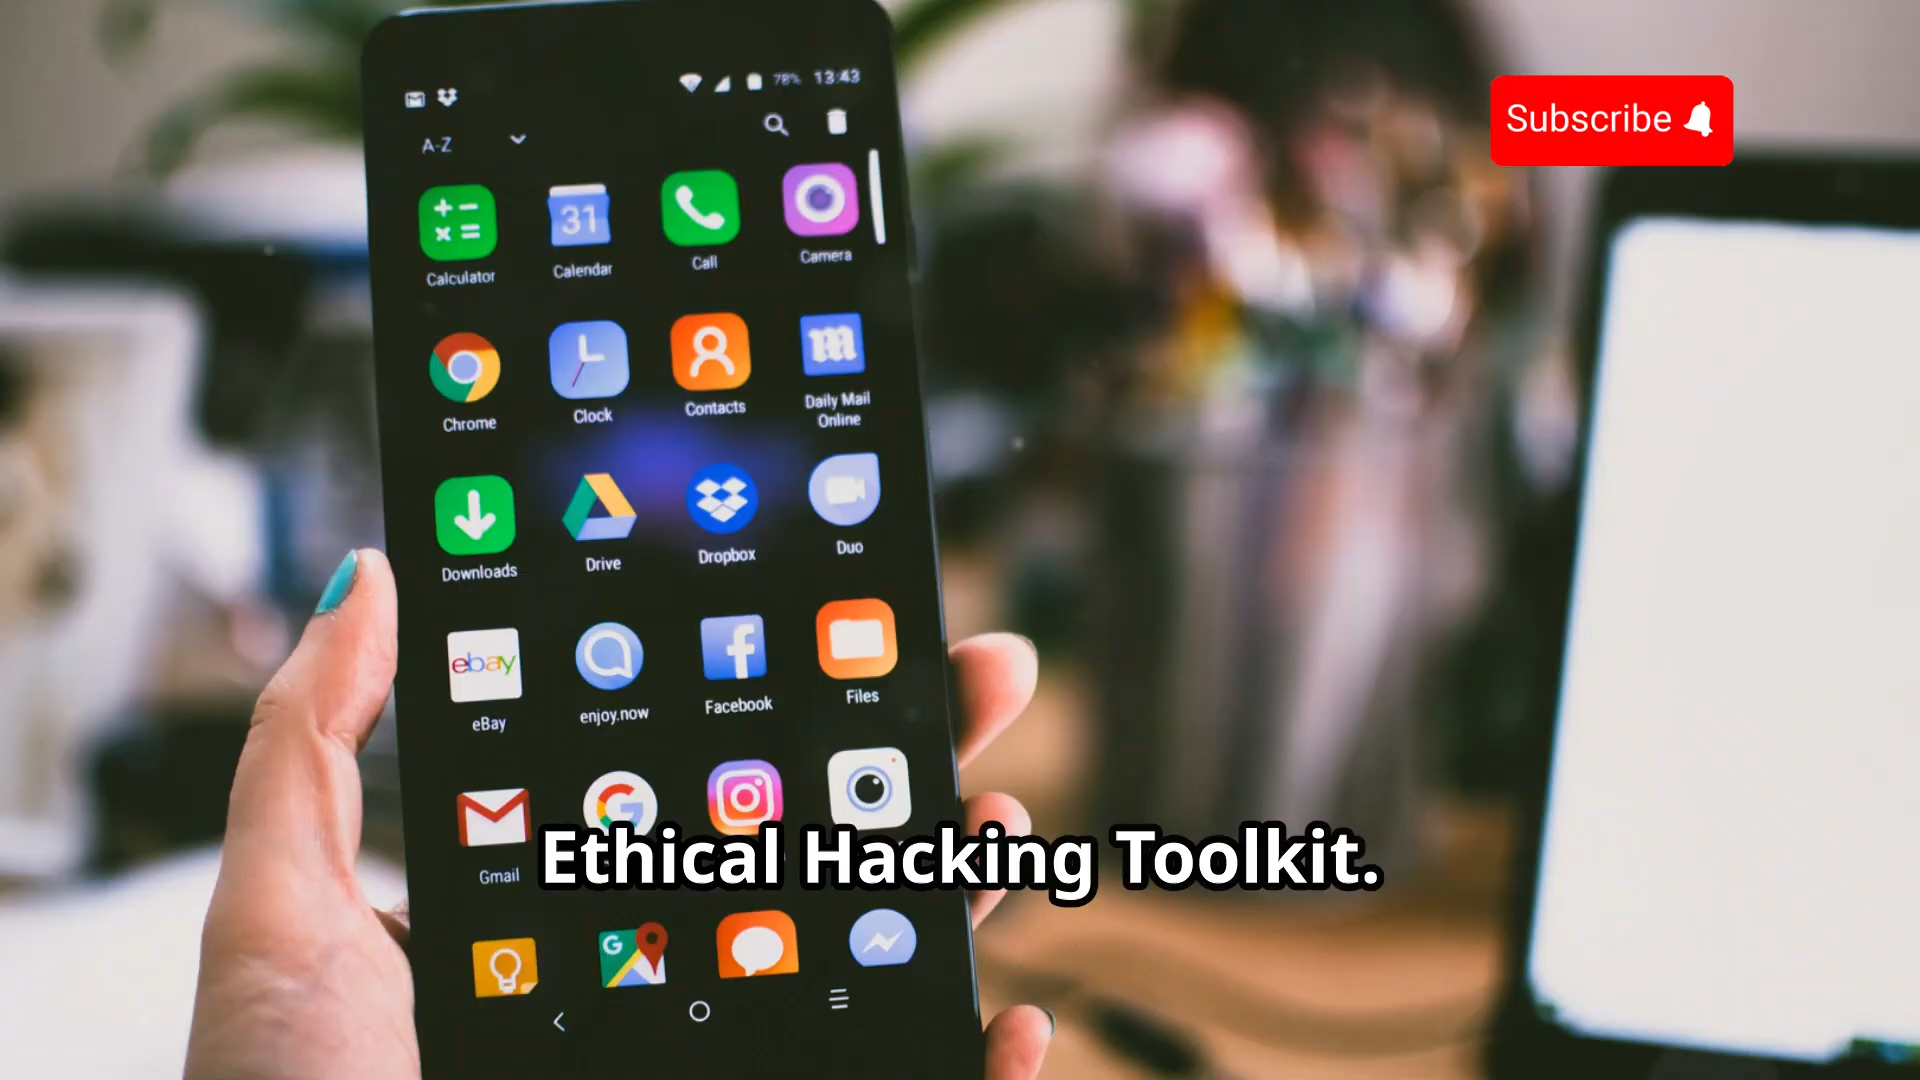 78% 13:43
A-Z
Subscribe
31
Calculator
Calendar
Call
Camera
Chrome
Clock
Contacts
Daily Mail
Online
Downloads
Drive
Dropbox
Duo
ebay
eBay
enjoy.now
Facebook
Files
Gmail
Ethical Hacking Toolkit.